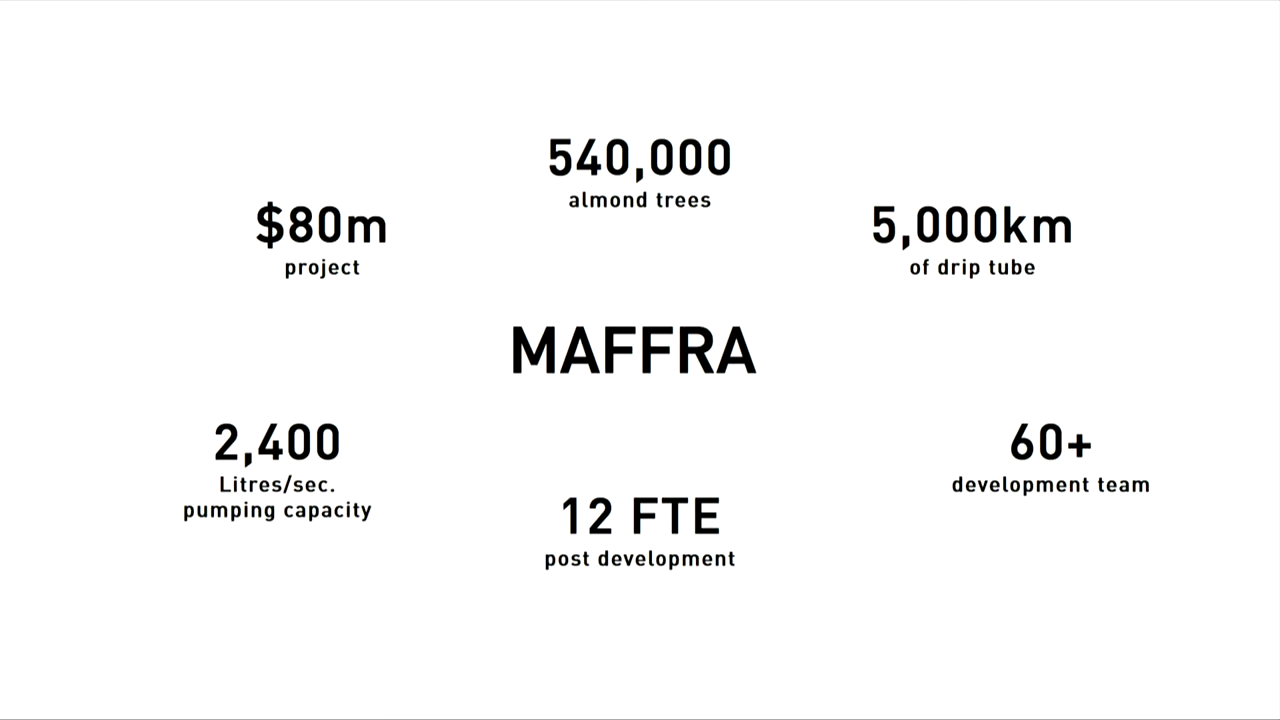 540,000
almond trees
$80m
project
5,000km
of drip tube
MAFFRA
2,400
Litres/sec.
pumping capacity
60+
development team
12 FTE
post development